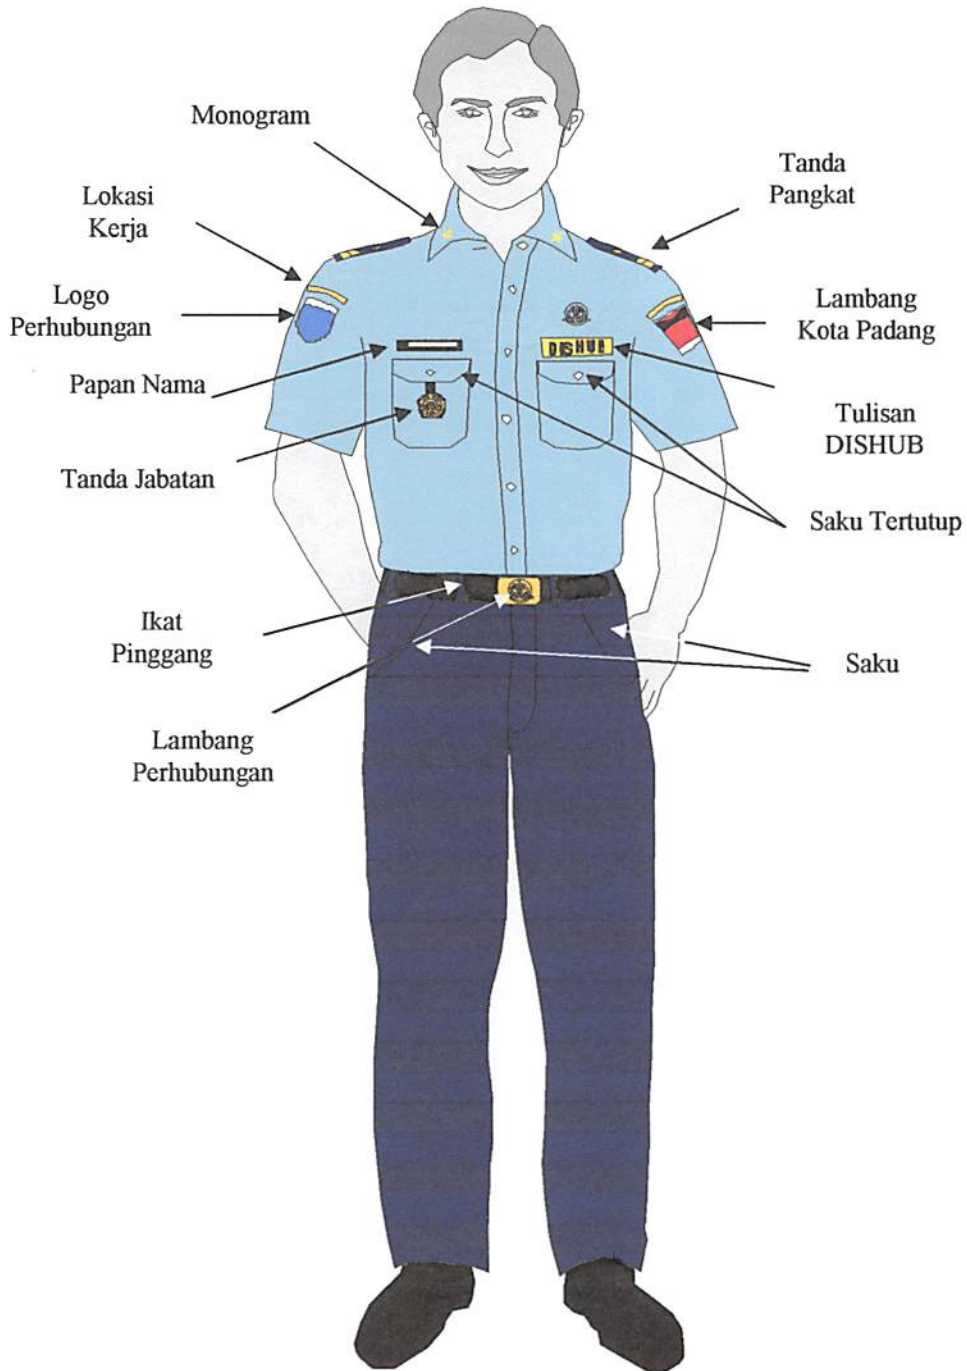 Monogram
Tanda
Pangkat
Lokasi
Kerja
Logo
Perhubungan
Lambang
Kota Padang
Papan Nama
DISHUB
Tulisan
DISHUB
Tanda Jabatan
Saku Tertutup
Ikat
Pinggang
Saku
Lambang
Perhubungan